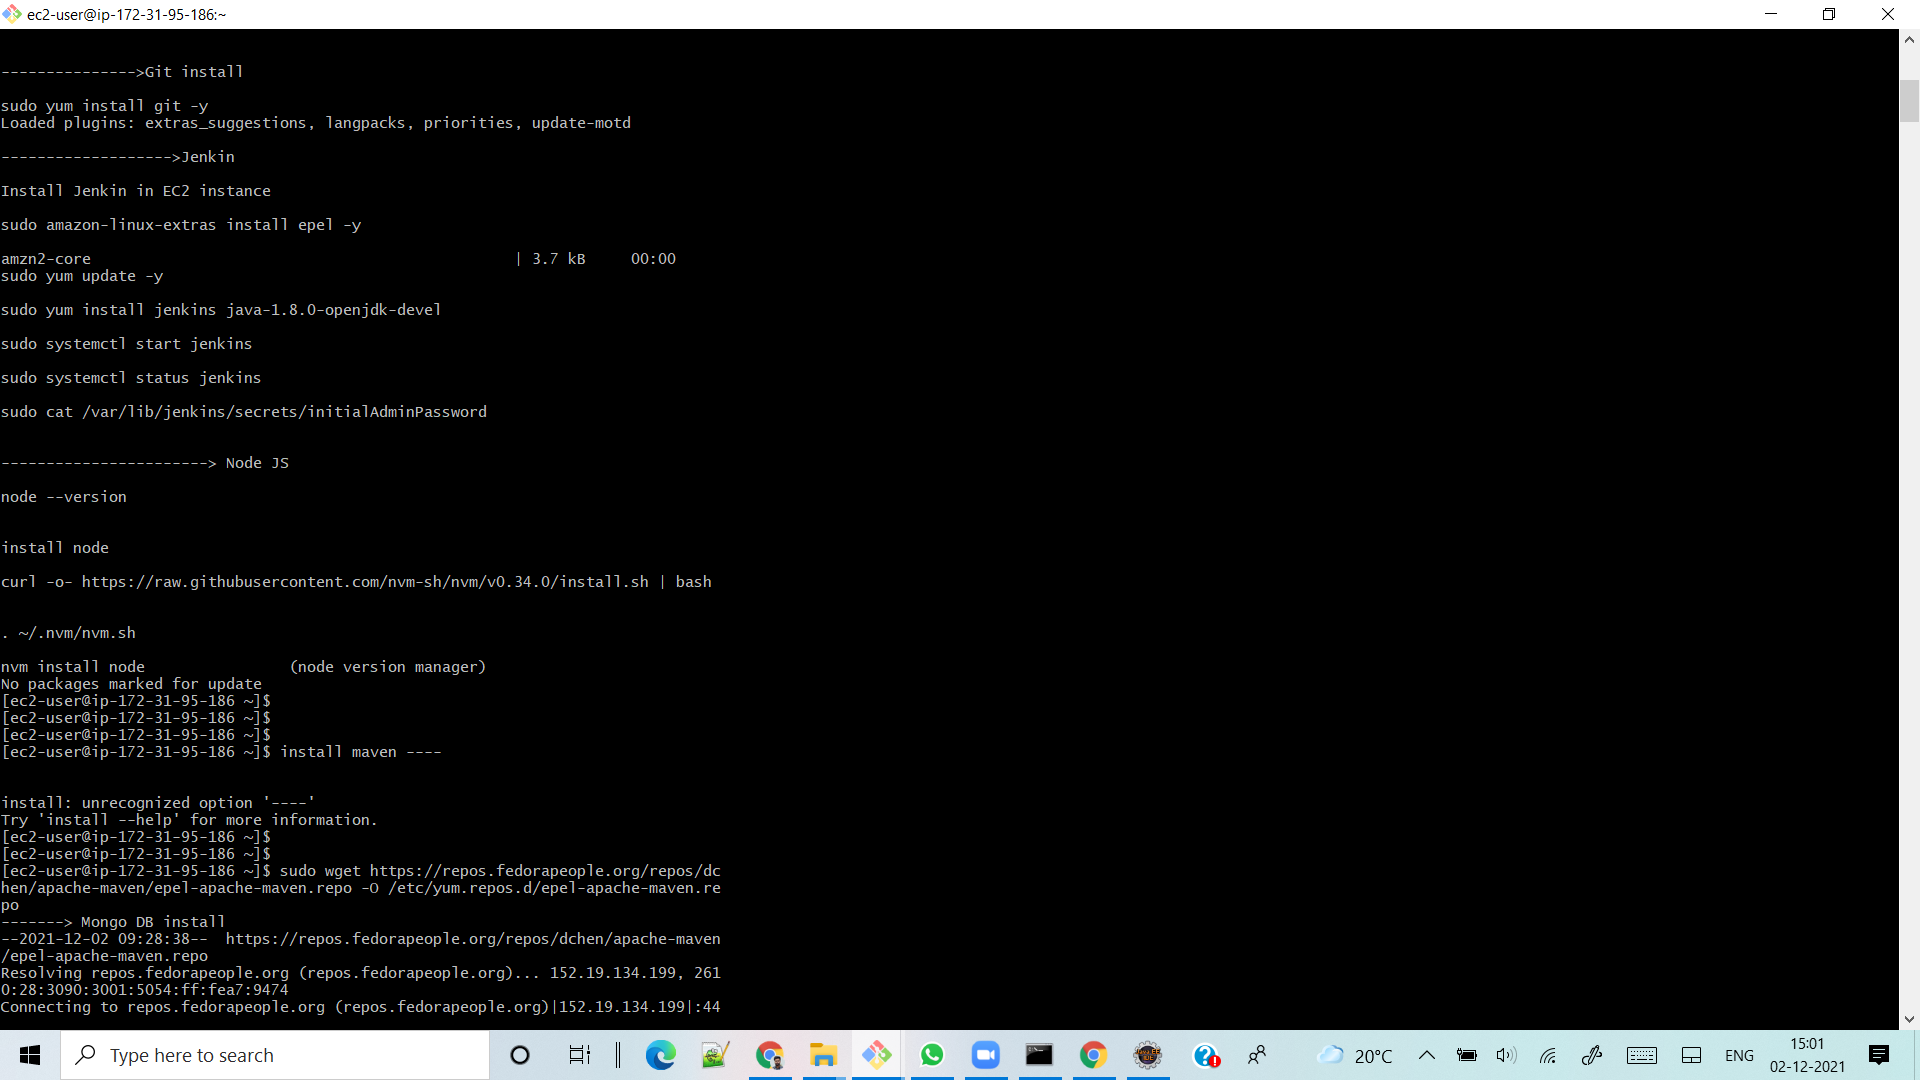 ec2-user@ip-172-31-95-186:~
--------------->Git install
sudo yum install git -y
Loaded plugins: extras_suggestions, langpacks, priorities, update-motd
------------------->Jenkin
Install Jenkin in EC2 instance
sudo amazon-linux-extras install epel -y
amzn2-core | 3.7 kB 00:00
sudo yum update -y
sudo yum install jenkins java-1.8.0-openjdk-devel
sudo systemctl start jenkins
sudo systemctl status jenkins
sudo cat /var/lib/jenkins/secrets/initialAdminPassword
-----------------------> Node JS
node --version
install node
curl -o- https://raw.githubusercontent.com/nvm-sh/nvm/v0.34.0/install.sh | bash
. ~/.nvm/nvm.sh
nvm install node (node version manager)
No packages marked for update
[ec2-user@ip-172-31-95-186 ~]$
[ec2-user@ip-172-31-95-186 ~]$
[ec2-user@ip-172-31-95-186 ~]$
[ec2-user@ip-172-31-95-186 ~]$ install maven ----
install: unrecognized option '----'
Try 'install --help' for more information.
[ec2-user@ip-172-31-95-186 ~]$
[ec2-user@ip-172-31-95-186 ~]$
[ec2-user@ip-172-31-95-186 ~]$ sudo wget https://repos.fedorapeople.org/repos/dc
hen/apache-maven/epel-apache-maven.repo -O /etc/yum.repos.d/epel-apache-maven.re
po
-------> Mongo DB install
--2021-12-02 09:28:38--  https://repos.fedorapeople.org/repos/dchen/apache-maven
/epel-apache-maven.repo
Resolving repos.fedorapeople.org (repos.fedorapeople.org)... 152.19.134.199, 261
0:28:3090:3001:5054:ff:fea7:9474
Connecting to repos.fedorapeople.org (repos.fedorapeople.org)|152.19.134.199|:44
Type here to search
20°C
ENG
15:01
02-12-2021